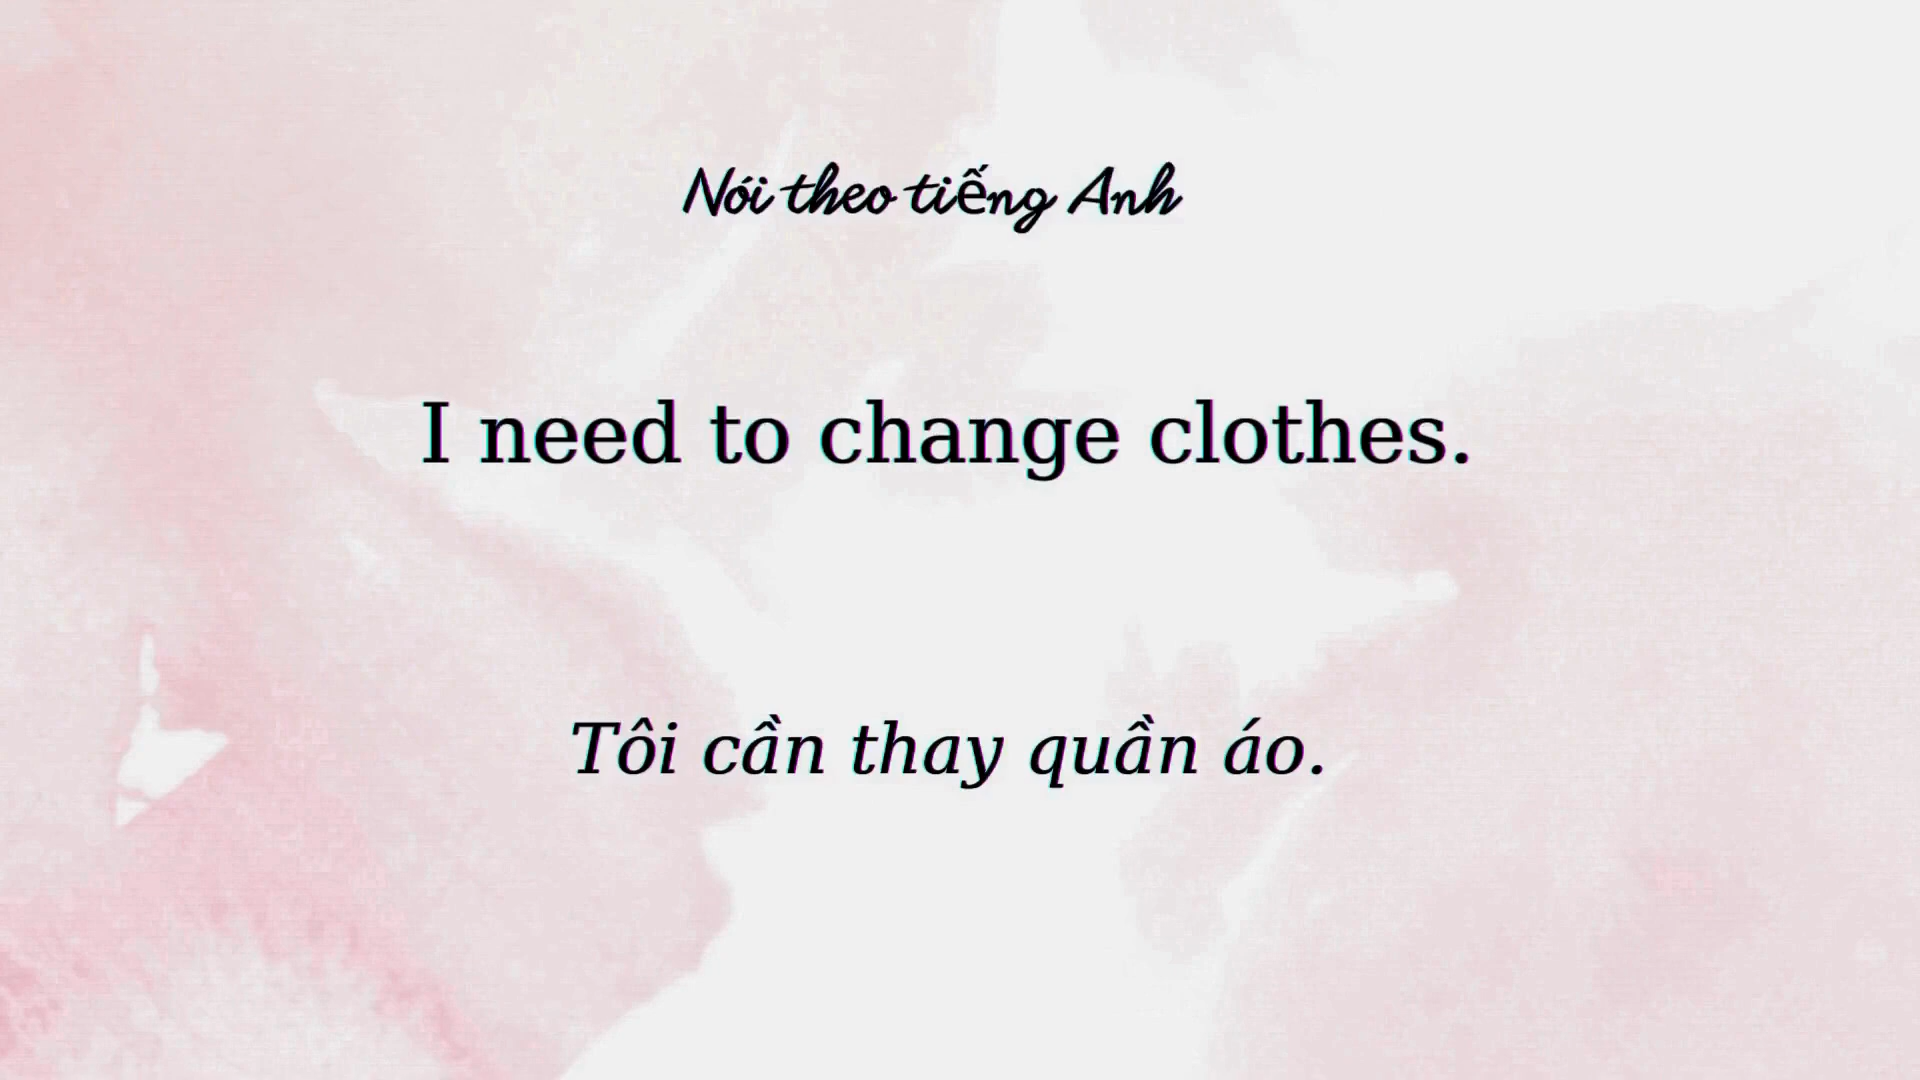 Nói theo tiếng Anh
I need to change clothes.
Tôi cần thay quần áo.